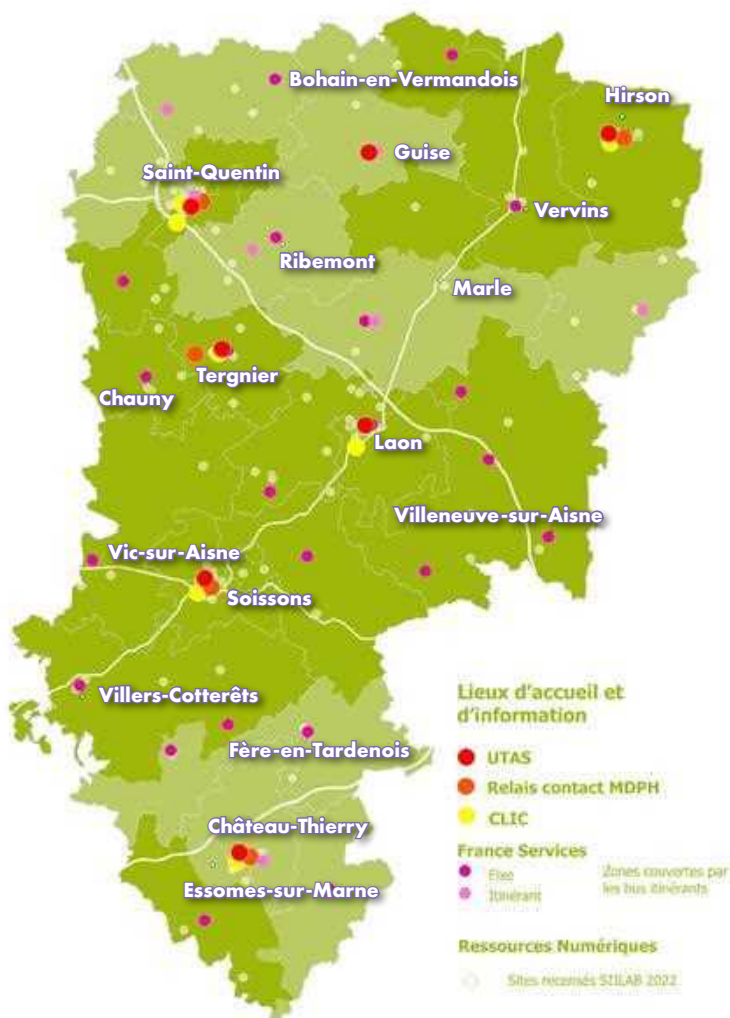 Bohain-en-Vermandois
Hirson
Guise
Saint-Quentin
Vervins
Ribemont
Marle
Tergnier
Chauny
Laon
Villeneuve-sur-Aisne
Vic-sur-Aisne
Soissons
Villers-Cotterêts
Fère-en-Tardenois
Château-Thierry
Essomes-sur-Marne
Lieux d'accueil et
d'information
UTAS
Relais contact MDPH
CLIC
France Services
Fixe
Itinérant
Zones couvertes par
les bus itinérants
Ressources Numériques
Sites recensés SIILAB 2022